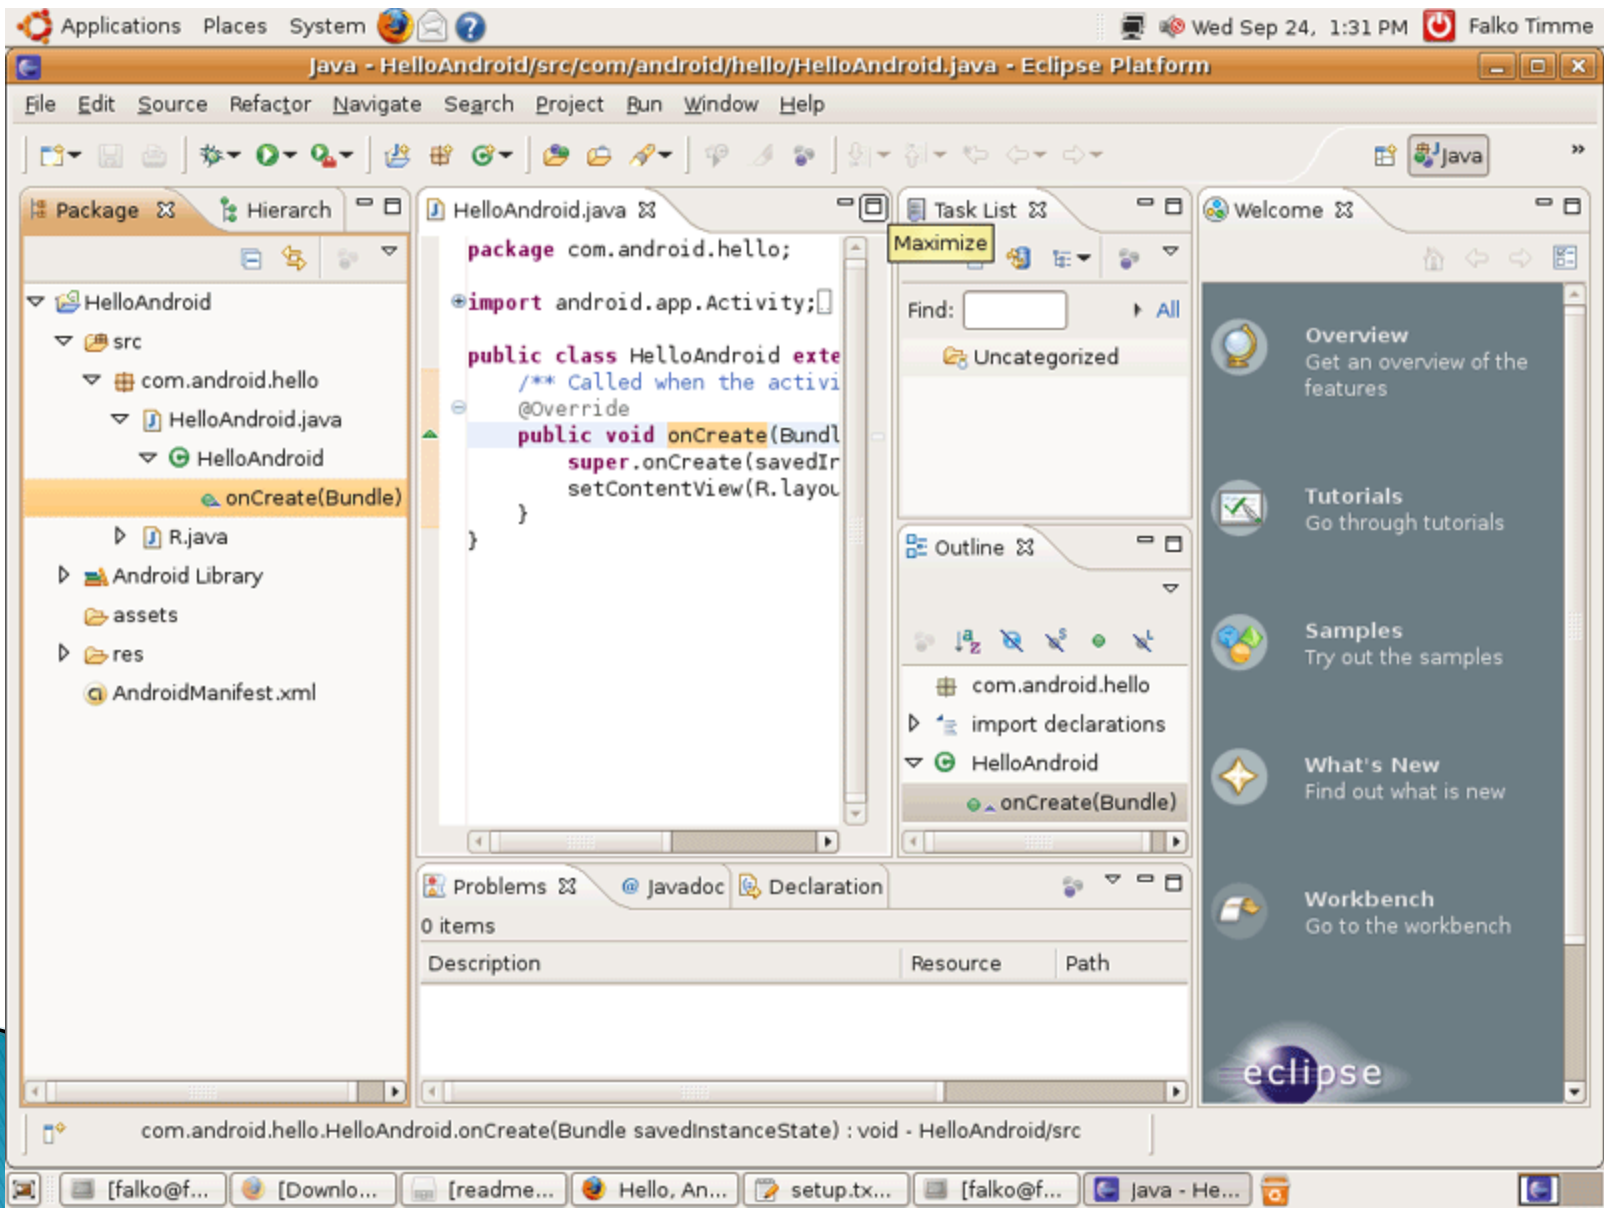 Applications Places System Wed Sep 24, 1:31 PM Falko Timme
Java - HelloAndroid/src/com/android/hello/HelloAndroid.java - Eclipse Platform
File Edit Source Refactor Navigate Search Project Run Window Help
Java »
Package Hierarch
HelloAndroid
src
com.android.hello
HelloAndroid.java
HelloAndroid
onCreate(Bundle)
R.java
Android Library
assets
res
AndroidManifest.xml
HelloAndroid.java
package com.android.hello;
import android.app.Activity;
public class HelloAndroid exte
/** Called when the activi
@Override
public void onCreate(Bundl
super.onCreate(savedIr
setContentView(R.layou
}
}
Task List
Maximize
Find: All
Uncategorized
Outline
com.android.hello
import declarations
HelloAndroid
onCreate(Bundle)
Welcome
Overview
Get an overview of the
features
Tutorials
Go through tutorials
Samples
Try out the samples
What's New
Find out what is new
Workbench
Go to the workbench
eclipse
Problems @ Javadoc Declaration
0 items
Description Resource Path
com.android.hello.HelloAndroid.onCreate(Bundle savedInstanceState) : void - HelloAndroid/src
[falko@f... [Downlo... [readme... Hello, An... setup.tx... [falko@f... Java - He...